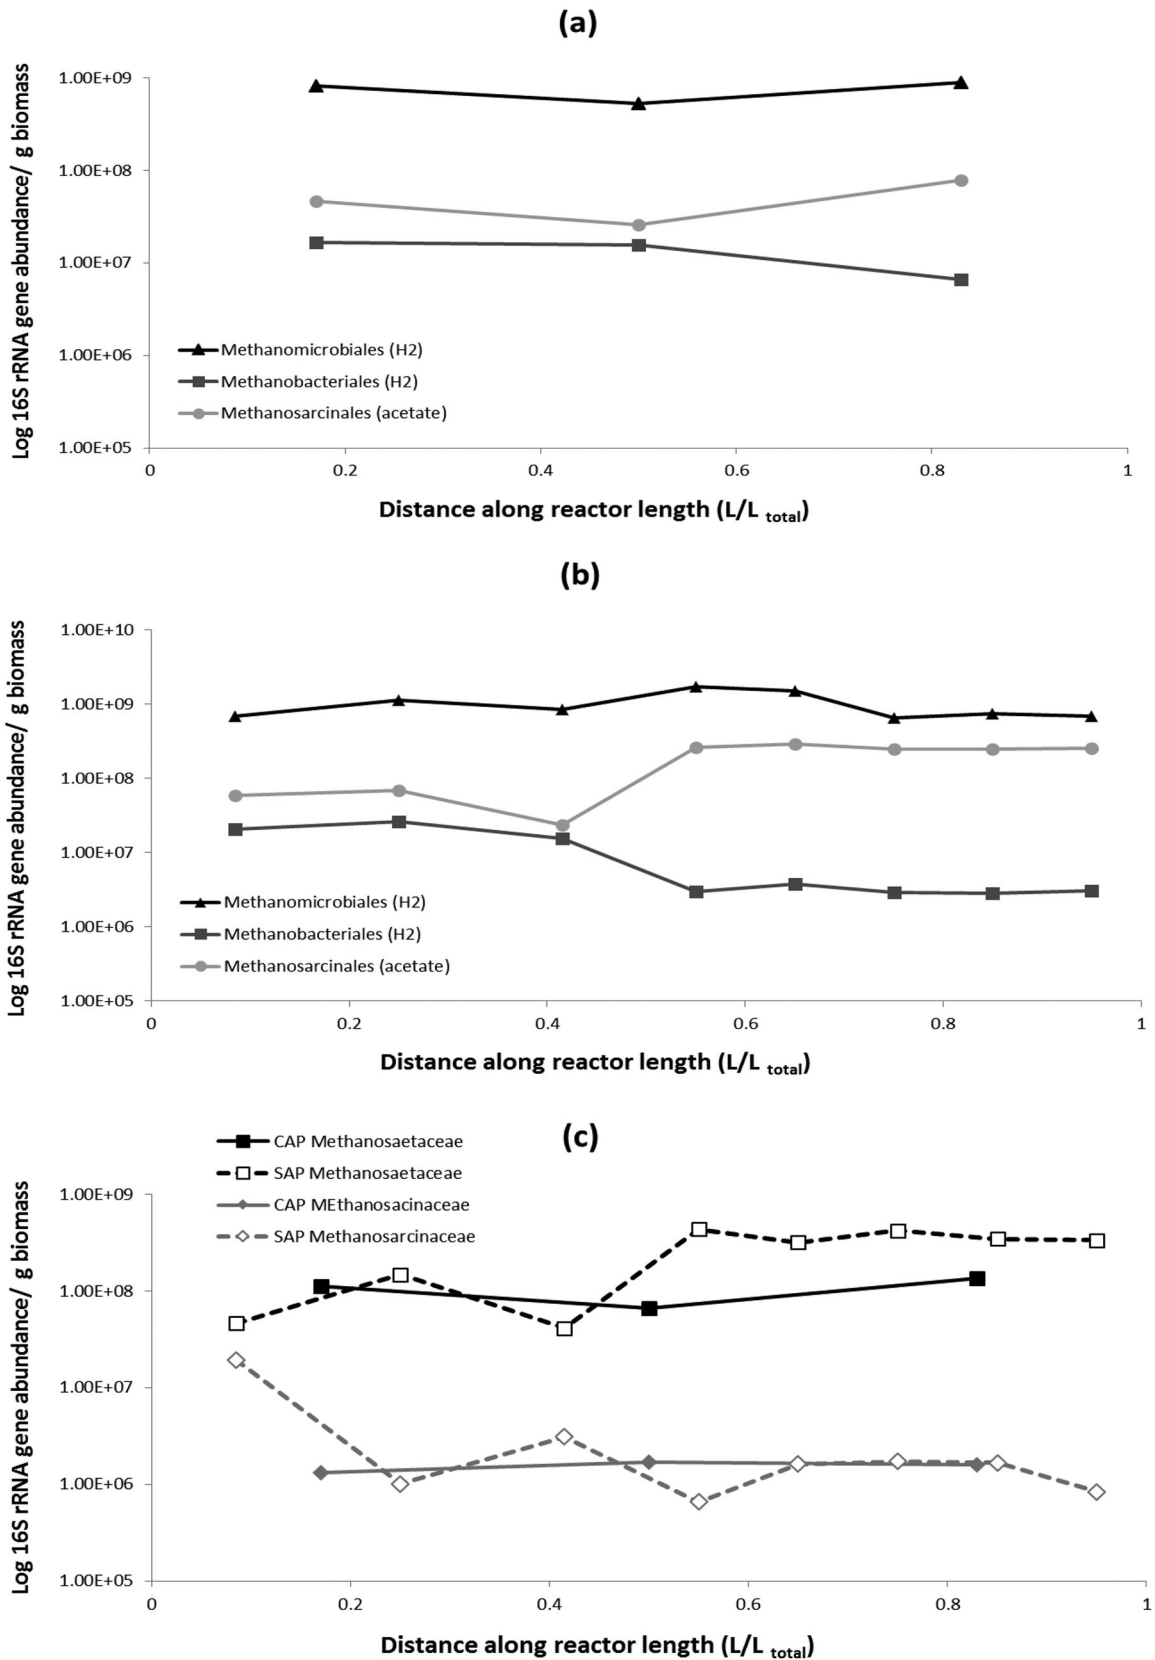 (a)
Log 16S rRNA gene abundance/ g biomass
1.00E+09
1.00E+08
1.00E+07
1.00E+06
1.00E+05
Methanomicrobiales (H2)
Methanobacteriales (H2)
Methanosarcinales (acetate)
0 0.2 0.4 0.6 0.8 1
Distance along reactor length (L/L total)
(b)
Log 16S rRNA gene abundance/ g biomass
1.00E+10
1.00E+09
1.00E+08
1.00E+07
1.00E+06
1.00E+05
Methanomicrobiales (H2)
Methanobacteriales (H2)
Methanosarcinales (acetate)
0 0.2 0.4 0.6 0.8 1
Distance along reactor length (L/L total)
(c)
CAP Methanosaetaceae
SAP Methanosaetaceae
CAP MEthanosacinaceae
SAP Methanosarcinaceae
Log 16S rRNA gene abundance/ g biomass
1.00E+09
1.00E+08
1.00E+07
1.00E+06
1.00E+05
0 0.2 0.4 0.6 0.8 1
Distance along reactor length (L/L total)